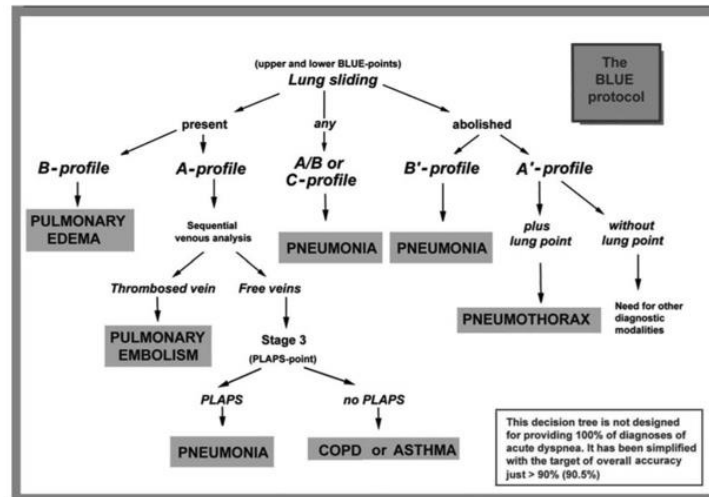 (upper and lower BLUE-points)
Lung sliding
The
BLUE
protocol
present
any
abolished
B-profile
A-profile
A/B or
C-profile
B'-profile
A'-profile
PULMONARY
EDEMA
Sequential
venous analysis
PNEUMONIA
PNEUMONIA
plus
lung point
without
lung point
Thrombosed vein
Free veins
PULMONARY
EMBOLISM
Stage 3
(PLAPS-point)
PNEUMOTHORAX
Need for other
diagnostic
modalities
PLAPS
no PLAPS
PNEUMONIA
COPD or ASTHMA
This decision tree is not designed
for providing 100% of diagnoses of
acute dyspnea. It has been simplified
with the target of overall accuracy
just > 90% (90.5%)